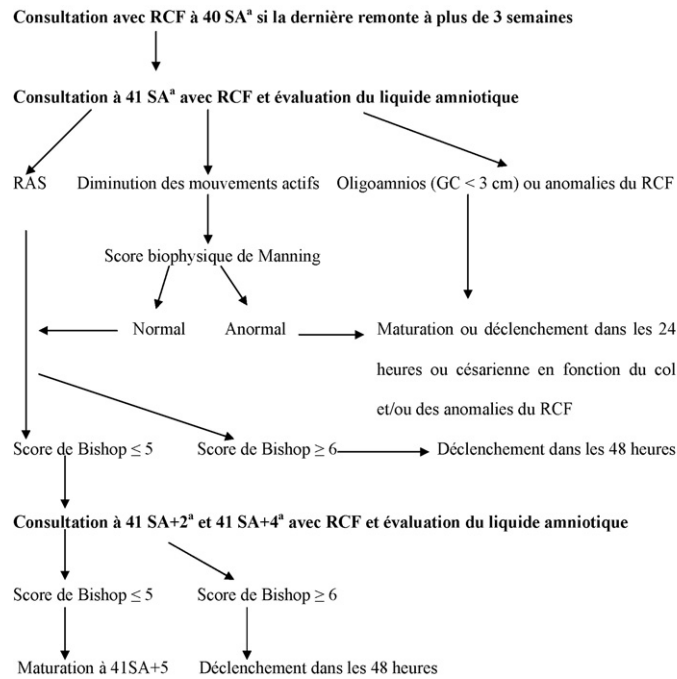 Consultation avec RCF à 40 SAª si la dernière remonte à plus de 3 semaines
Consultation à 41 SAª avec RCF et évaluation du liquide amniotique
RAS Diminution des mouvements actifs Oligoamnios (GC < 3 cm) ou anomalies du RCF
Score biophysique de Manning
Normal Anormal Maturation ou déclenchement dans les 24
heures ou césarienne en fonction du col
et/ou des anomalies du RCF
Score de Bishop ≤ 5 Score de Bishop ≥ 6 Déclenchement dans les 48 heures
Consultation à 41 SA+2ª et 41 SA+4ª avec RCF et évaluation du liquide amniotique
Score de Bishop ≤ 5 Score de Bishop ≥ 6
Maturation à 41SA+5 Déclenchement dans les 48 heures